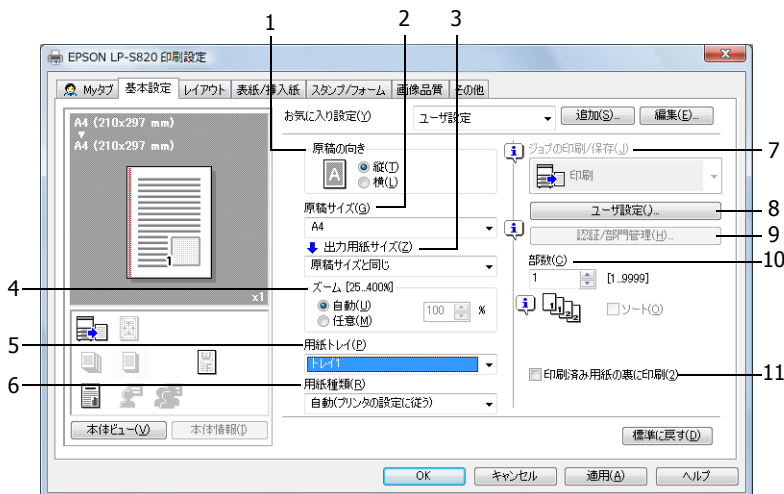 1
2
3
EPSON LP-S820 印刷設定
Myタブ 基本設定 レイアウト 表紙/挿入紙 スタンプ/フォーム 画像品質 その他
A4 (210x297 mm)
A4 (210x297 mm)
1
x1
W
F
本体ビュー(V) 本体情報(I)
お気に入り設定(Y) ユーザ設定 追加(S)... 編集(E)...
原稿の向き
A
縦(T)
横(L)
原稿サイズ(G)
A4
出力用紙サイズ(Z)
原稿サイズと同じ
4
ズーム [25..400%]
自動(U)
任意(M)
100 %
5
用紙トレイ(P)
トレイ1
6
用紙種類(R)
自動(プリンタの設定に従う)
ジョブの印刷/保存(J) 7
印刷
ユーザ設定()... 8
認証/部門管理(H)... 9
部数(C) 10
1 [1..9999]
1 1 2 2 ソート(O)
印刷済み用紙の裏に印刷(2) 11
標準に戻す(D)
OK キャンセル 適用(A) ヘルプ